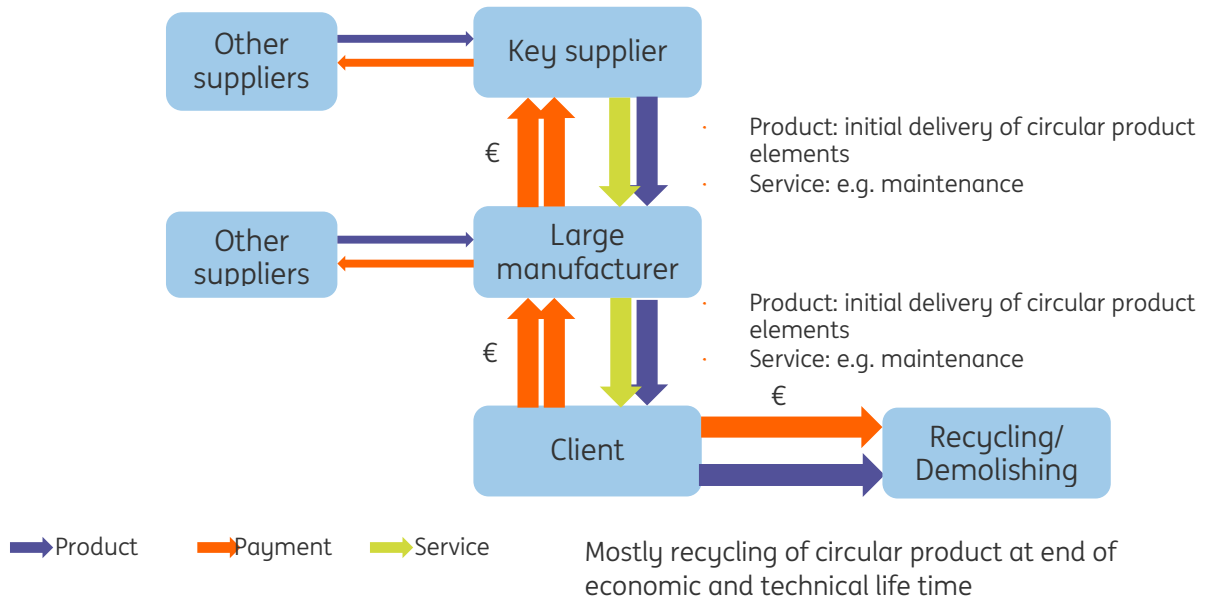 Other
suppliers
Key supplier
€
· Product: initial delivery of circular product
elements
· Service: e.g. maintenance
Other
suppliers
Large
manufacturer
€
· Product: initial delivery of circular product
elements
· Service: e.g. maintenance
€
Client
Recycling/
Demolishing
Product
Payment
Service
Mostly recycling of circular product at end of
economic and technical life time